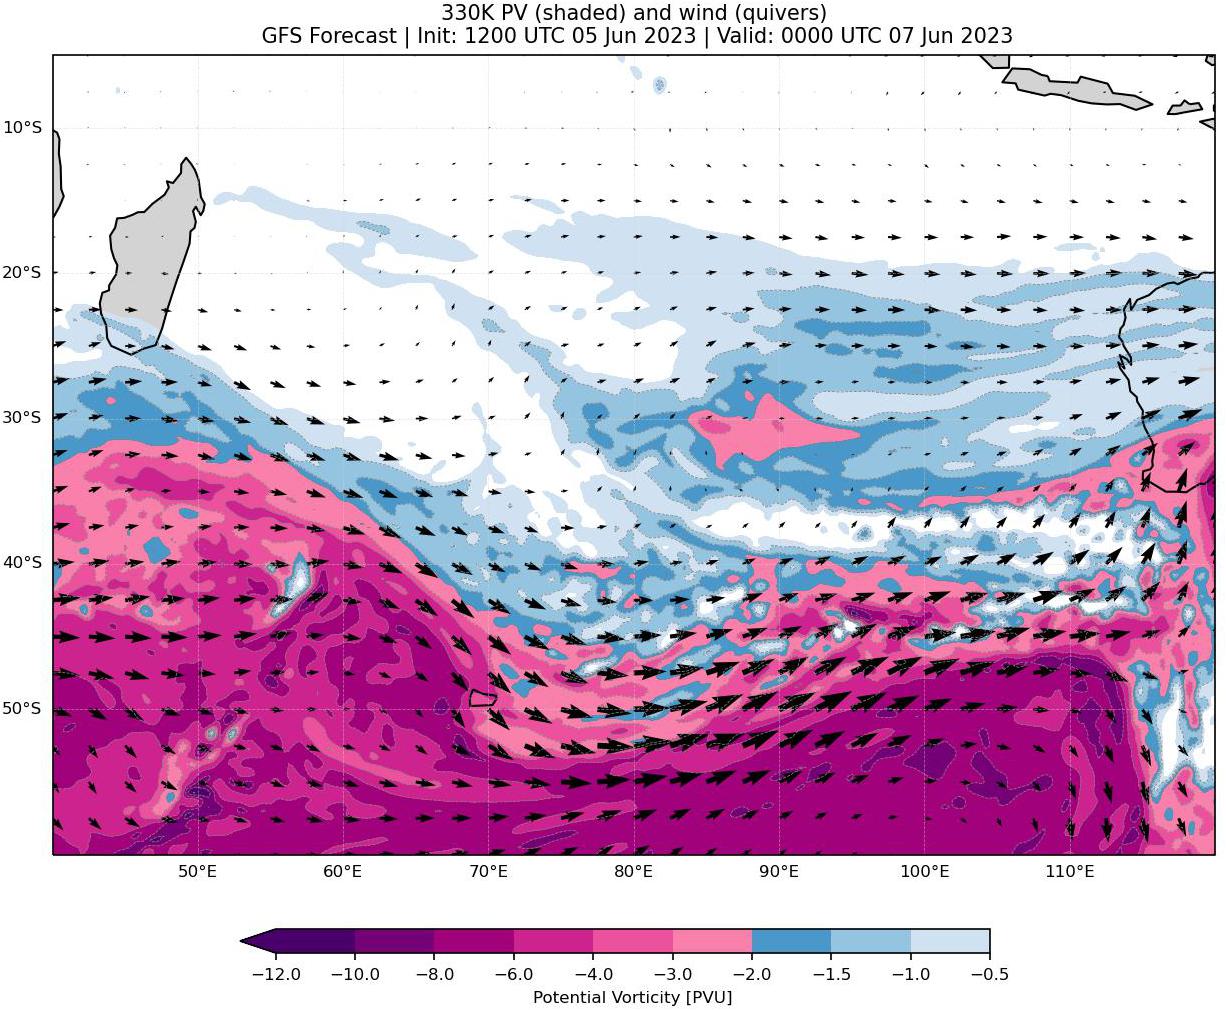 330K PV (shaded) and wind (quivers)
GFS Forecast | Init: 1200 UTC 05 Jun 2023 | Valid: 0000 UTC 07 Jun 2023
10°S
20°S
30°S
40°S
50°S
50°E 60°E 70°E 80°E 90°E 100°E 110°E
−12.0 −10.0 −8.0 −6.0 −4.0 −3.0 −2.0 −1.5 −1.0 −0.5
Potential Vorticity [PVU]